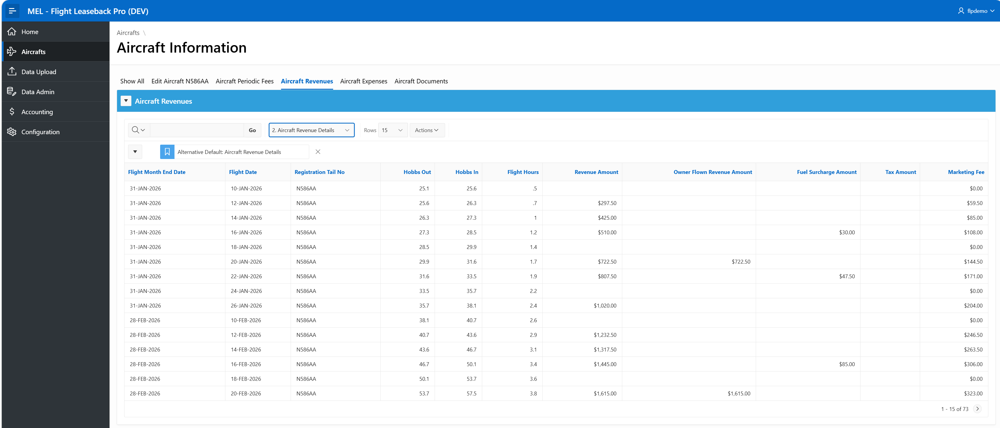 MEL - Flight Leaseback Pro (DEV)
flpdemo
Home
Aircrafts
Data Upload
Data Admin
Accounting
Configuration
Aircrafts \
Aircraft Information
Show All Edit Aircraft N586AA Aircraft Periodic Fees Aircraft Revenues Aircraft Expenses Aircraft Documents
Aircraft Revenues
Go 2. Aircraft Revenue Details Rows 15 Actions
Alternative Default: Aircraft Revenue Details
Flight Month End Date Flight Date Registration Tail No Hobbs Out Hobbs In Flight Hours Revenue Amount Owner Flown Revenue Amount Fuel Surcharge Amount Tax Amount Marketing Fee
31-JAN-2026 10-JAN-2026 N586AA 25.1 25.6 .5 $0.00
31-JAN-2026 12-JAN-2026 N586AA 25.6 26.3 .7 $297.50 $59.50
31-JAN-2026 14-JAN-2026 N586AA 26.3 27.3 1 $425.00 $85.00
31-JAN-2026 16-JAN-2026 N586AA 27.3 28.5 1.2 $510.00 $30.00 $108.00
31-JAN-2026 18-JAN-2026 N586AA 28.5 29.9 1.4 $0.00
31-JAN-2026 20-JAN-2026 N586AA 29.9 31.6 1.7 $722.50 $722.50 $144.50
31-JAN-2026 22-JAN-2026 N586AA 31.6 33.5 1.9 $807.50 $47.50 $171.00
31-JAN-2026 24-JAN-2026 N586AA 33.5 35.7 2.2 $0.00
31-JAN-2026 26-JAN-2026 N586AA 35.7 38.1 2.4 $1,020.00 $204.00
28-FEB-2026 10-FEB-2026 N586AA 38.1 40.7 2.6 $0.00
28-FEB-2026 12-FEB-2026 N586AA 40.7 43.6 2.9 $1,232.50 $246.50
28-FEB-2026 14-FEB-2026 N586AA 43.6 46.7 3.1 $1,317.50 $263.50
28-FEB-2026 16-FEB-2026 N586AA 46.7 50.1 3.4 $1,445.00 $85.00 $306.00
28-FEB-2026 18-FEB-2026 N586AA 50.1 53.7 3.6 $0.00
28-FEB-2026 20-FEB-2026 N586AA 53.7 57.5 3.8 $1,615.00 $1,615.00 $323.00
1 - 15 of 73